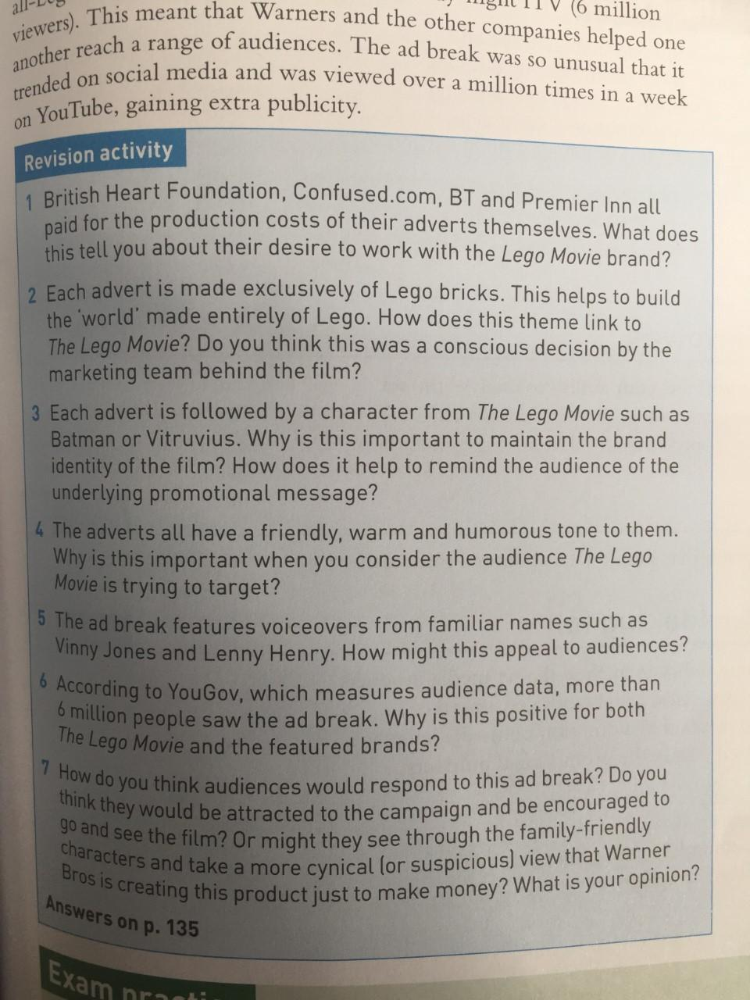 ITV (6 million
viewers). This meant that Warners and the other companies helped one
another reach a range of audiences. The ad break was so unusual that it
trended on social media and was viewed over a million times in a week
on YouTube, gaining extra publicity.
Revision activity
1 British Heart Foundation, Confused.com, BT and Premier Inn all
paid for the production costs of their adverts themselves. What does
this tell you about their desire to work with the Lego Movie brand?
2 Each advert is made exclusively of Lego bricks. This helps to build
the 'world' made entirely of Lego. How does this theme link to
The Lego Movie? Do you think this was a conscious decision by the
marketing team behind the film?
3 Each advert is followed by a character from The Lego Movie such as
Batman or Vitruvius. Why is this important to maintain the brand
identity of the film? How does it help to remind the audience of the
underlying promotional message?
4 The adverts all have a friendly, warm and humorous tone to them.
Why is this important when you consider the audience The Lego
Movie is trying to target?
5 The ad break features voiceovers from familiar names such as
Vinny Jones and Lenny Henry. How might this appeal to audiences?
6 According to YouGov, which measures audience data, more than
6 million people saw the ad break. Why is this positive for both
The Lego Movie and the featured brands?
7 How do you think audiences would respond to this ad break? Do you
think they would be attracted to the campaign and be encouraged to
go and see the film? Or might they see through the family-friendly
characters and take a more cynical (or suspicious) view that Warner
Bros is creating this product just to make money? What is your opinion?
Answers on p. 135
Exam